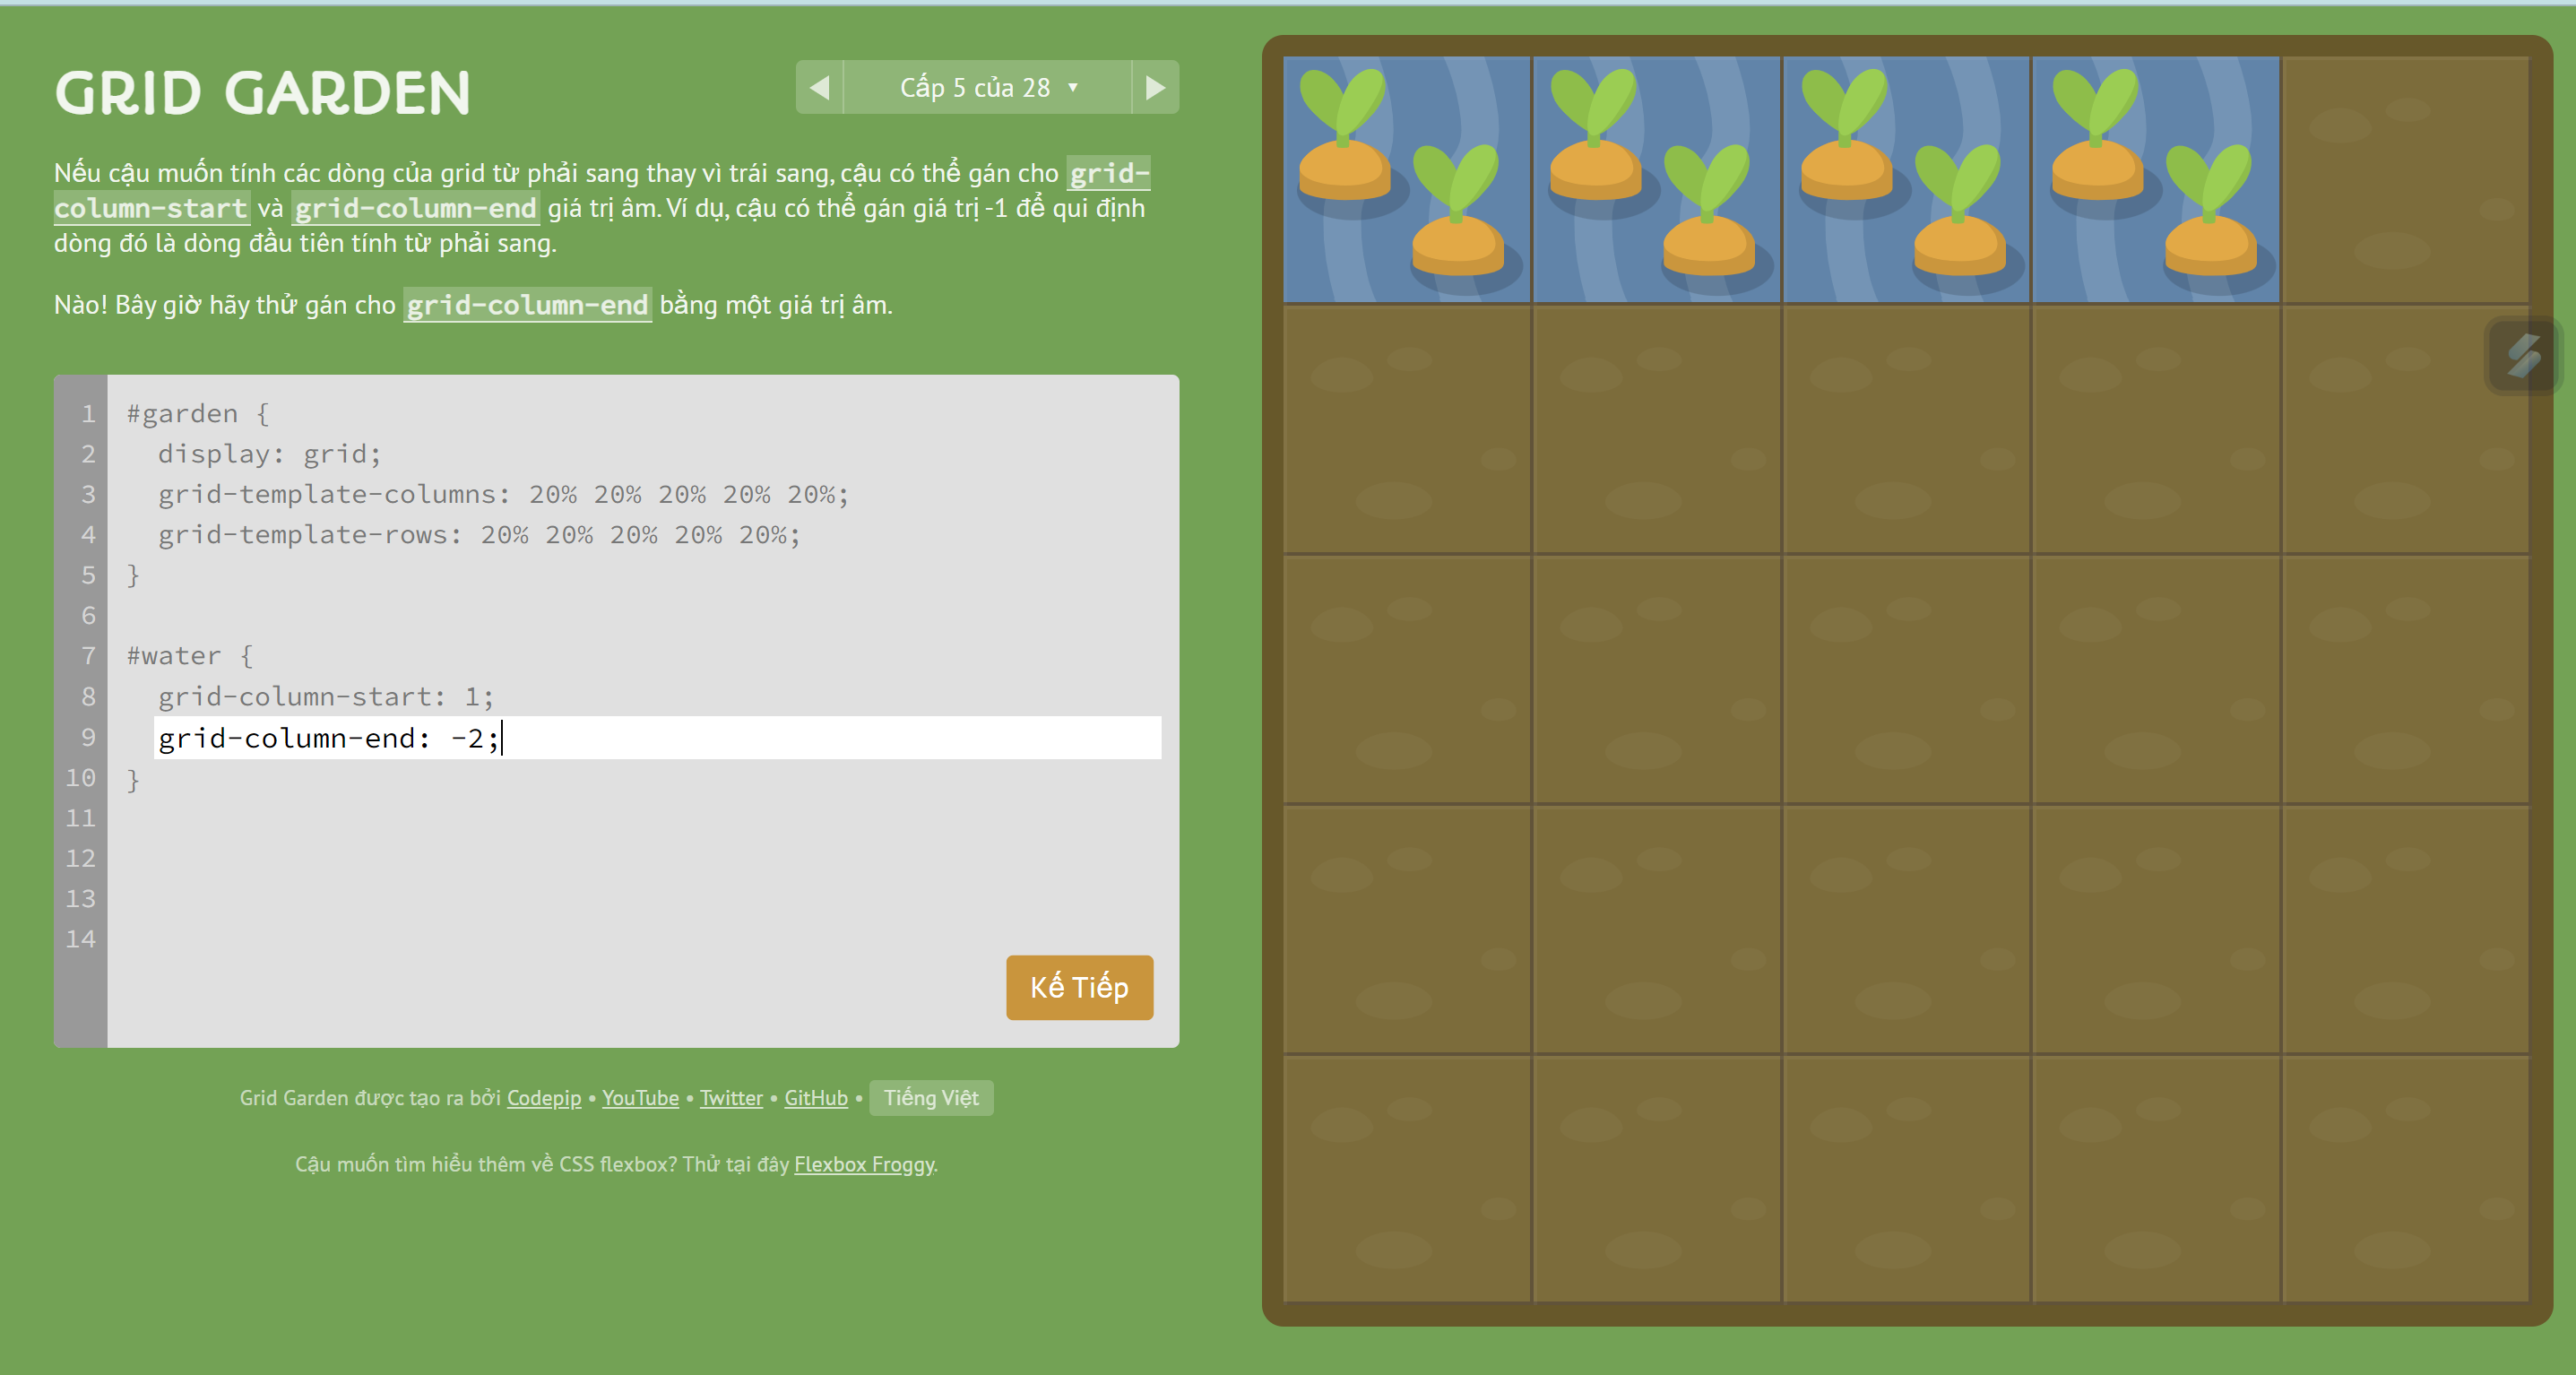 GRID GARDEN
Cấp 5 của 28 ▼
Nếu cậu muốn tính các dòng của grid từ phải sang thay vì trái sang, cậu có thể gán cho grid-
column-start và grid-column-end giá trị âm. Ví dụ, cậu có thể gán giá trị -1 để qui định
dòng đó là dòng đầu tiên tính từ phải sang.
Nào! Bây giờ hãy thử gán cho grid-column-end bằng một giá trị âm.
1 #garden {
2 display: grid;
3 grid-template-columns: 20% 20% 20% 20% 20%;
4 grid-template-rows: 20% 20% 20% 20% 20%;
5 }
6
7 #water {
8 grid-column-start: 1;
9 grid-column-end: -2;
10 }
11
12
13
14
Kế Tiếp
Grid Garden được tạo ra bởi Codepip • YouTube • Twitter • GitHub • Tiếng Việt
Cậu muốn tìm hiểu thêm về CSS flexbox? Thử tại đây Flexbox Froggy.